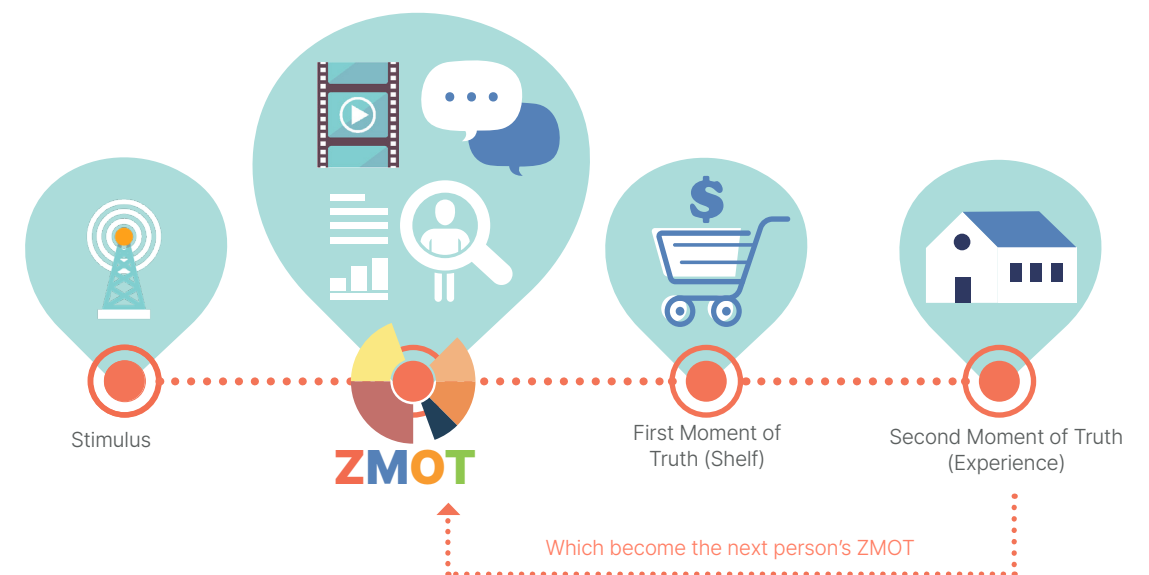 $
Stimulus
ZMOT
First Moment of
Truth (Shelf)
Second Moment of Truth
(Experience)
Which become the next person's ZMOT